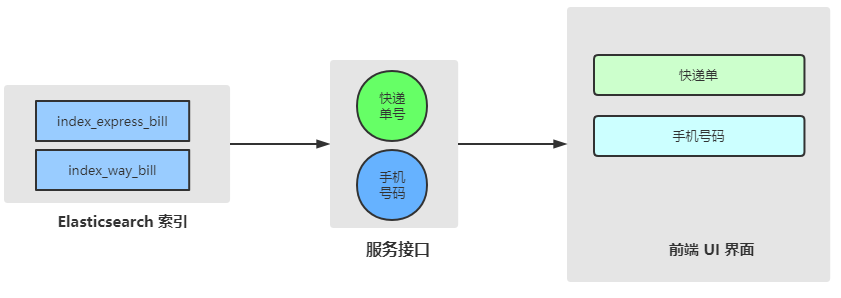 index_express_bill
index_way_bill
Elasticsearch 索引
快递
单号
手机
号码
服务接口
快递单
手机号码
前端 UI 界面